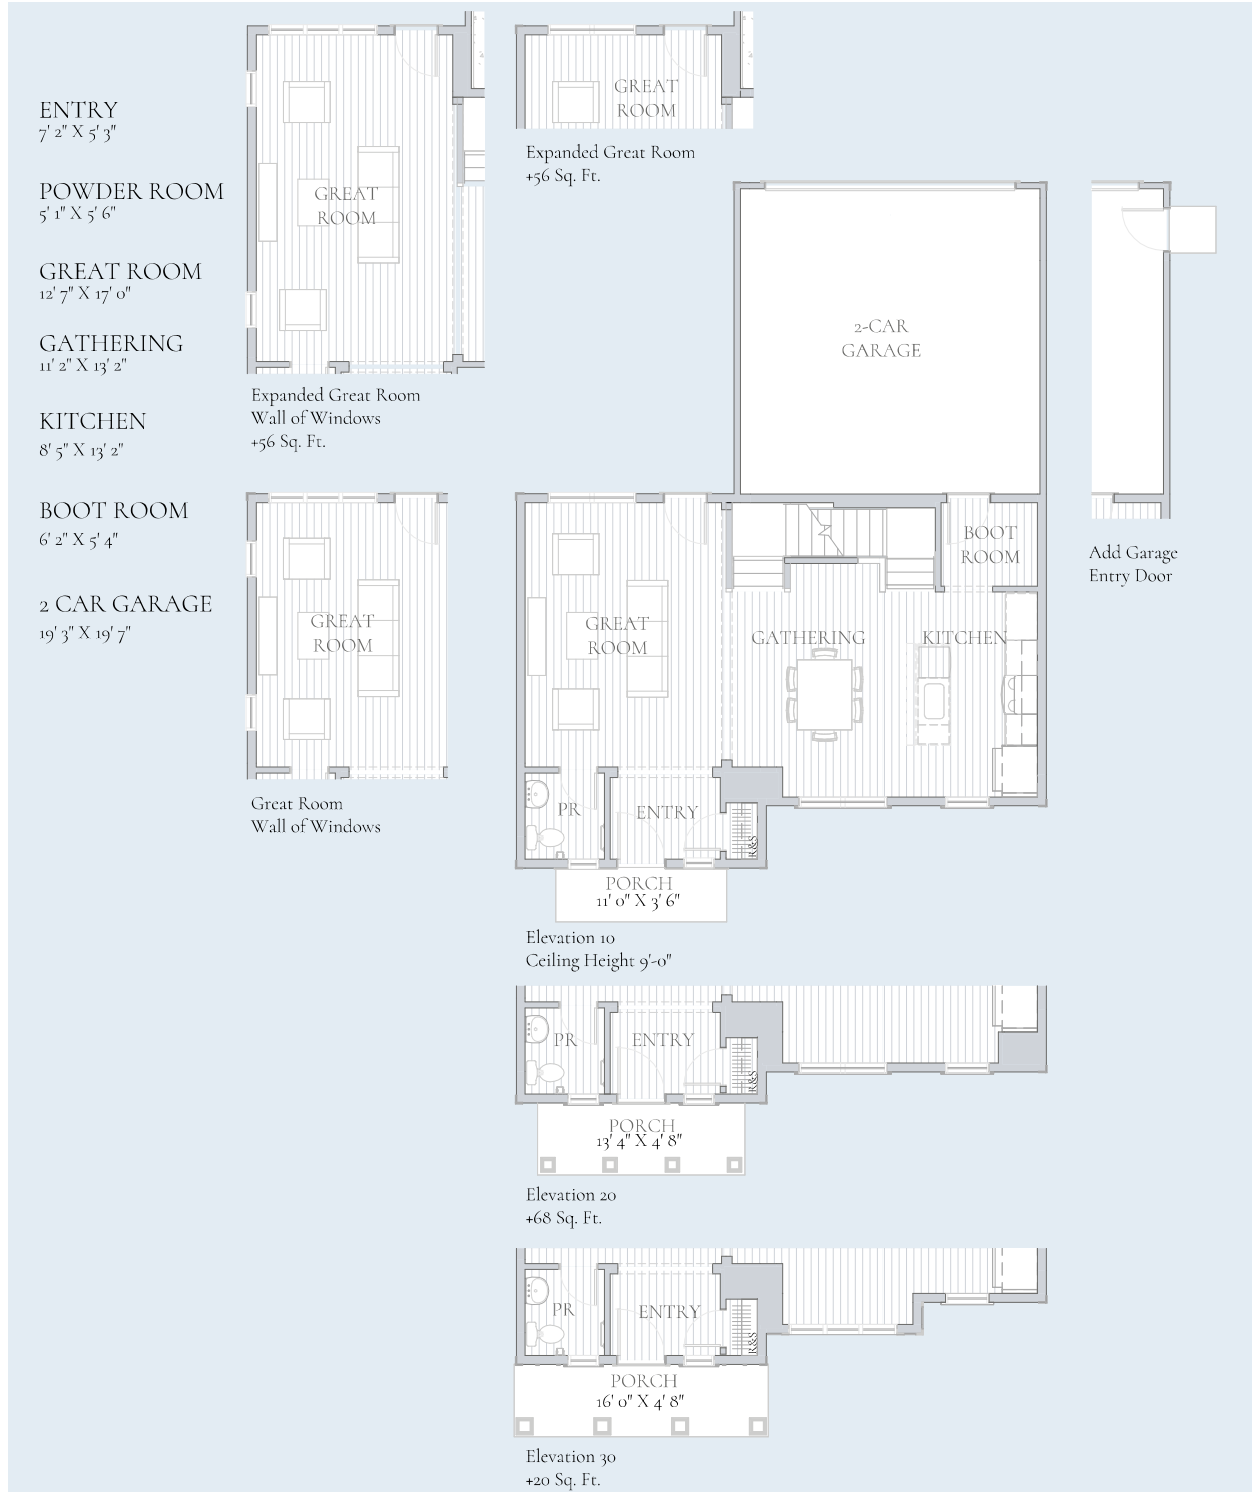 ENTRY
7' 2" X 5' 3"
POWDER ROOM
5' 1" X 5' 6"
GREAT ROOM
12' 7" X 17' 0"
GATHERING
11' 2" X 13' 2"
KITCHEN
8' 5" X 13' 2"
BOOT ROOM
6' 2" X 5' 4"
2 CAR GARAGE
19' 3" X 19' 7"
GREAT
ROOM
Expanded Great Room
Wall of Windows
+56 Sq. Ft.
GREAT
ROOM
Expanded Great Room
+56 Sq. Ft.
GREAT
ROOM
Great Room
Wall of Windows
2-CAR
GARAGE
BOOT
ROOM
GREAT
ROOM
GATHERING
KITCHEN
PR
ENTRY
R&S
PORCH
11' 0" X 3' 6"
Elevation 10
Ceiling Height 9'-0"
Add Garage
Entry Door
PR
ENTRY
R&S
PORCH
13' 4" X 4' 8"
Elevation 20
+68 Sq. Ft.
PR
ENTRY
R&S
PORCH
16' 0" X 4' 8"
Elevation 30
+20 Sq. Ft.